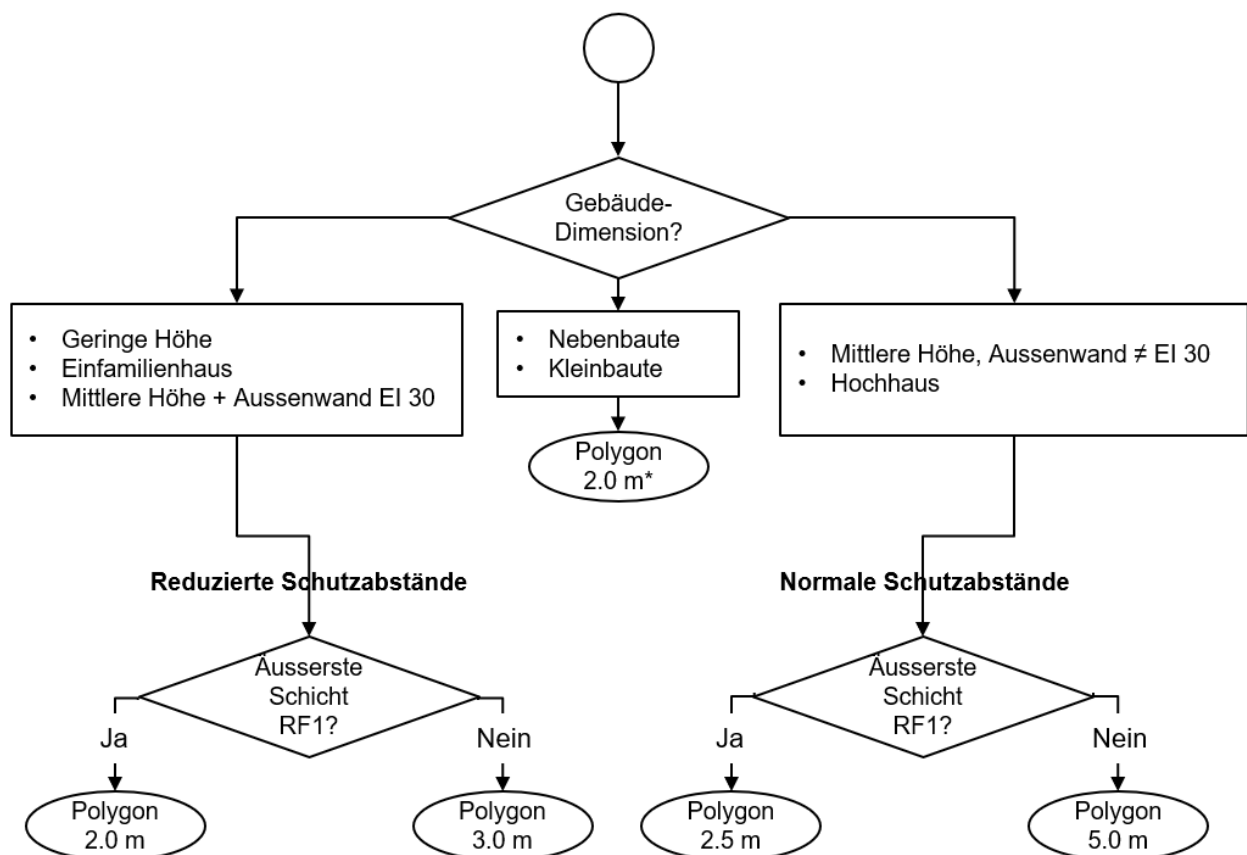 Gebäude-
Dimension?
• Geringe Höhe
• Einfamilienhaus
• Mittlere Höhe + Aussenwand EI 30
• Nebenbaute
• Kleinbaute
• Mittlere Höhe, Aussenwand ≠ EI 30
• Hochhaus
Polygon
2.0 m*
Reduzierte Schutzabstände
Normale Schutzabstände
Äusserste
Schicht
RF1?
Ja
Nein
Polygon
2.0 m
Polygon
3.0 m
Äusserste
Schicht
RF1?
Ja
Nein
Polygon
2.5 m
Polygon
5.0 m